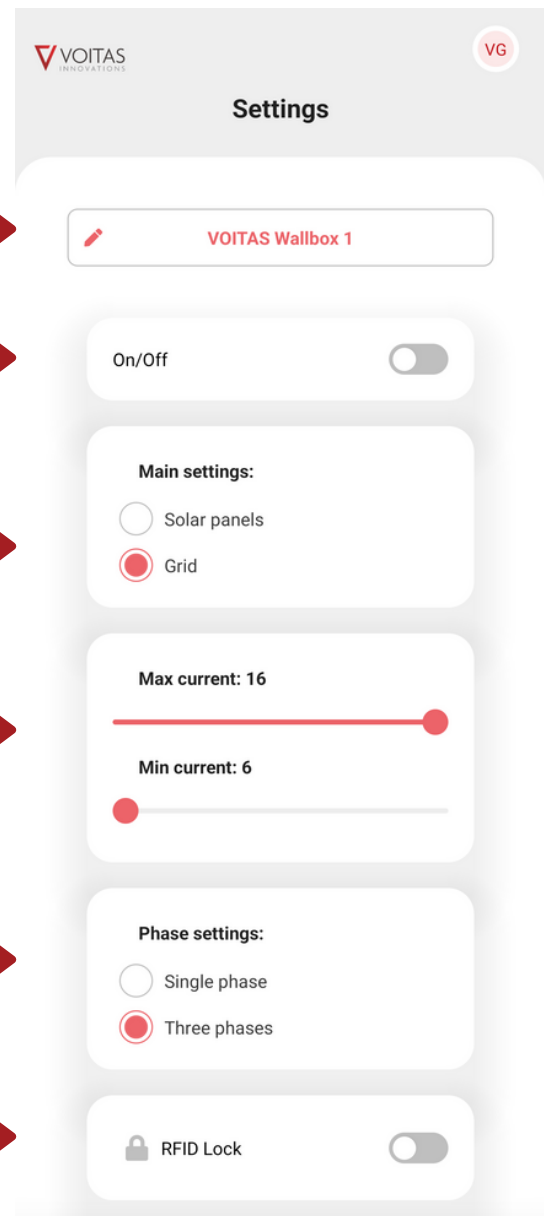 VOITAS
INNOVATIONS
VG
Settings
VOITAS Wallbox 1
On/Off
Main settings:
Solar panels
Grid
Max current: 16
Min current: 6
Phase settings:
Single phase
Three phases
RFID Lock